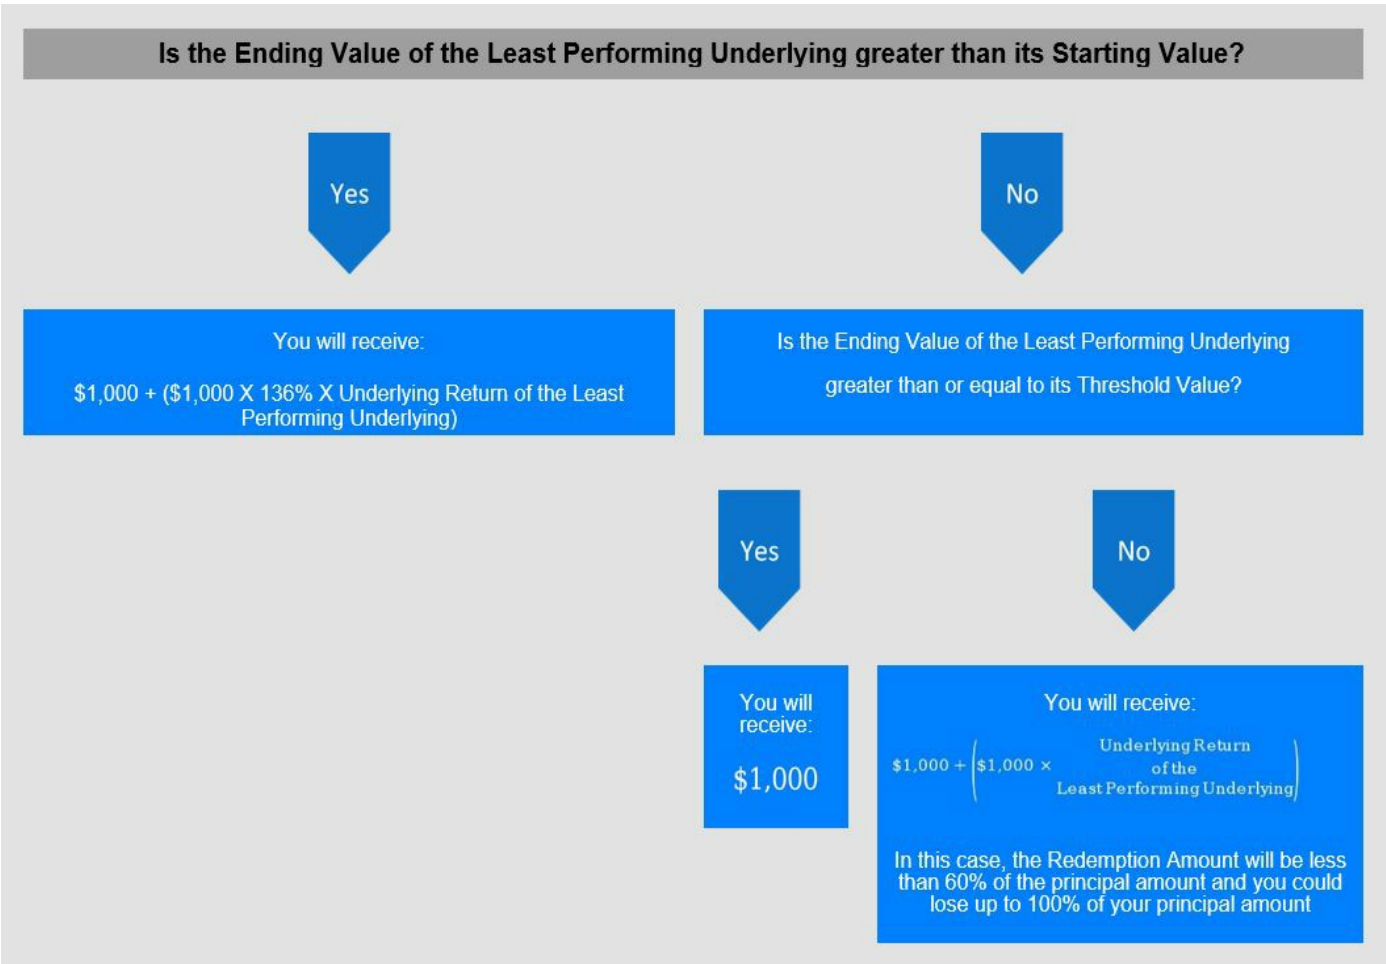 Is the Ending Value of the Least Performing Underlying greater than its Starting Value?
Yes
No
You will receive:
$1,000 + ($1,000 X 136% X Underlying Return of the Least
Performing Underlying)
Is the Ending Value of the Least Performing Underlying
greater than or equal to its Threshold Value?
Yes
No
You will
receive:
$1,000
You will receive:
Underlying Return
$1,000 + ($1,000 × of the
Least Performing Underlying)
In this case, the Redemption Amount will be less
than 60% of the principal amount and you could
lose up to 100% of your principal amount